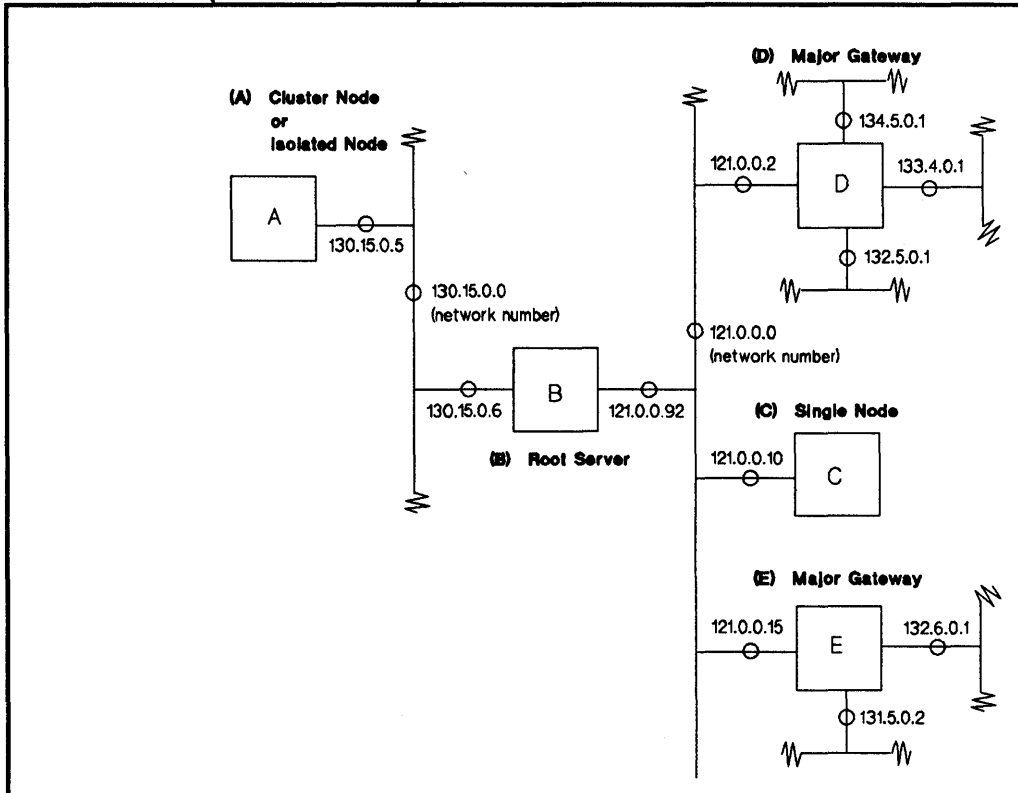 (D) Major Gateway
(A) Cluster Node
or
Isolated Node
134.5.0.1
121.0.0.2
133.4.0.1
D
A
130.15.0.5
132.5.0.1
130.15.0.0
(network number)
121.0.0.0
(network number)
B
130.15.0.6
121.0.0.92
(C) Single Node
(B) Root Server
121.0.0.10
C
(E) Major Gateway
121.0.0.15
132.6.0.1
E
131.5.0.2